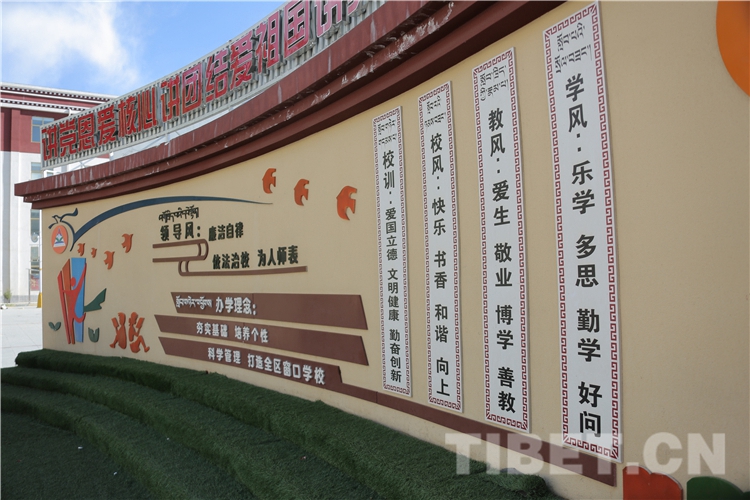 讲党恩爱核心 讲团结爱祖国
领导风：廉洁自律
依法治校 为人师表
办学理念：
夯实基础 培养个性
科学管理 打造全区窗口学校
校训：爱国立德 文明健康 勤奋创新
校风：快乐 书香 和谐 向上
教风：爱生 敬业 博学 善教
学风：乐学 多思 勤学 好问
TIBET.CN